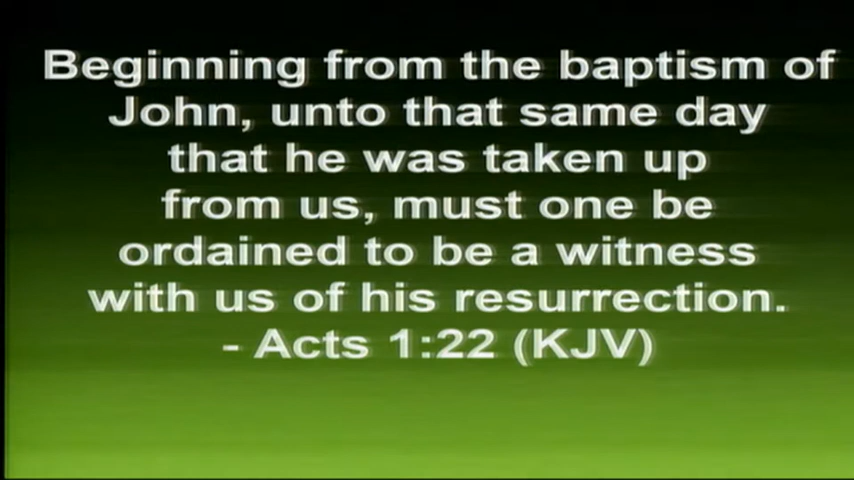 Beginning from the baptism of
John, unto that same day
that he was taken up
from us, must one be
ordained to be a witness
with us of his resurrection.
- Acts 1:22 (KJV)